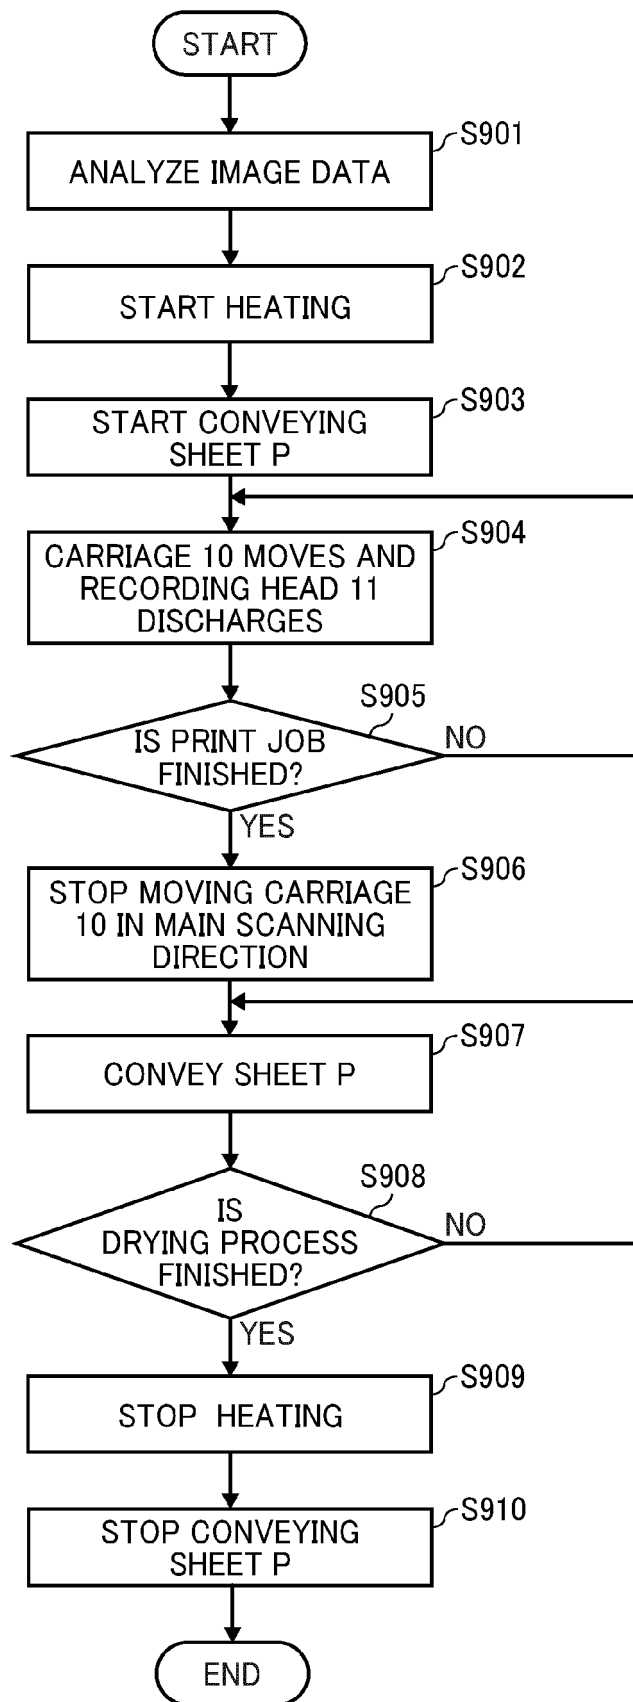 START
S901
ANALYZE IMAGE DATA
S902
START HEATING
S903
START CONVEYING
SHEET P
S904
CARRIAGE 10 MOVES AND
RECORDING HEAD 11
DISCHARGES
S905
IS PRINT JOB
FINISHED?
NO
YES
S906
STOP MOVING CARRIAGE
10 IN MAIN SCANNING
DIRECTION
S907
CONVEY SHEET P
S908
IS
DRYING PROCESS
FINISHED?
NO
YES
S909
STOP HEATING
S910
STOP CONVEYING
SHEET P
END